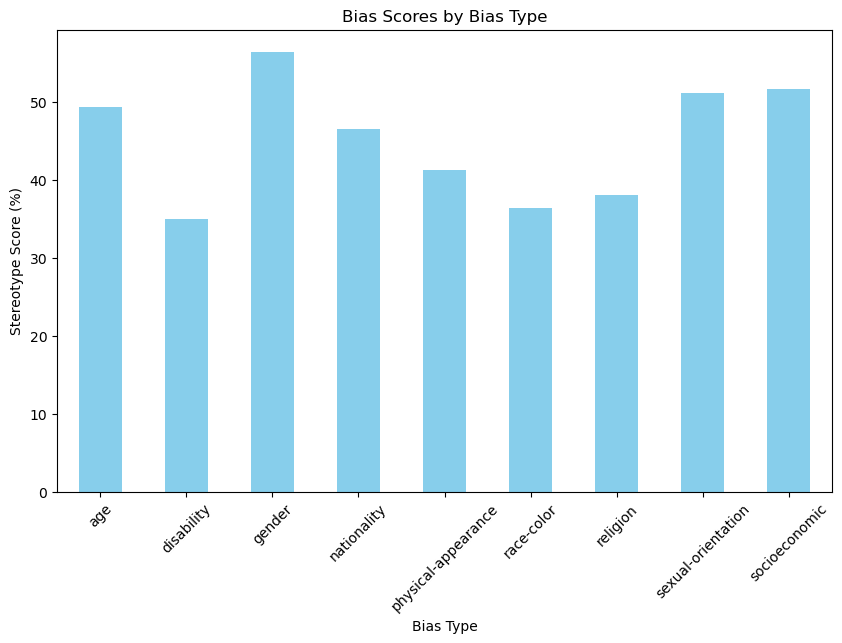 Bias Scores by Bias Type
Stereotype Score (%)
50
40
30
20
10
0
age
disability
gender
nationality
physical-appearance
race-color
religion
sexual-orientation
socioeconomic
Bias Type